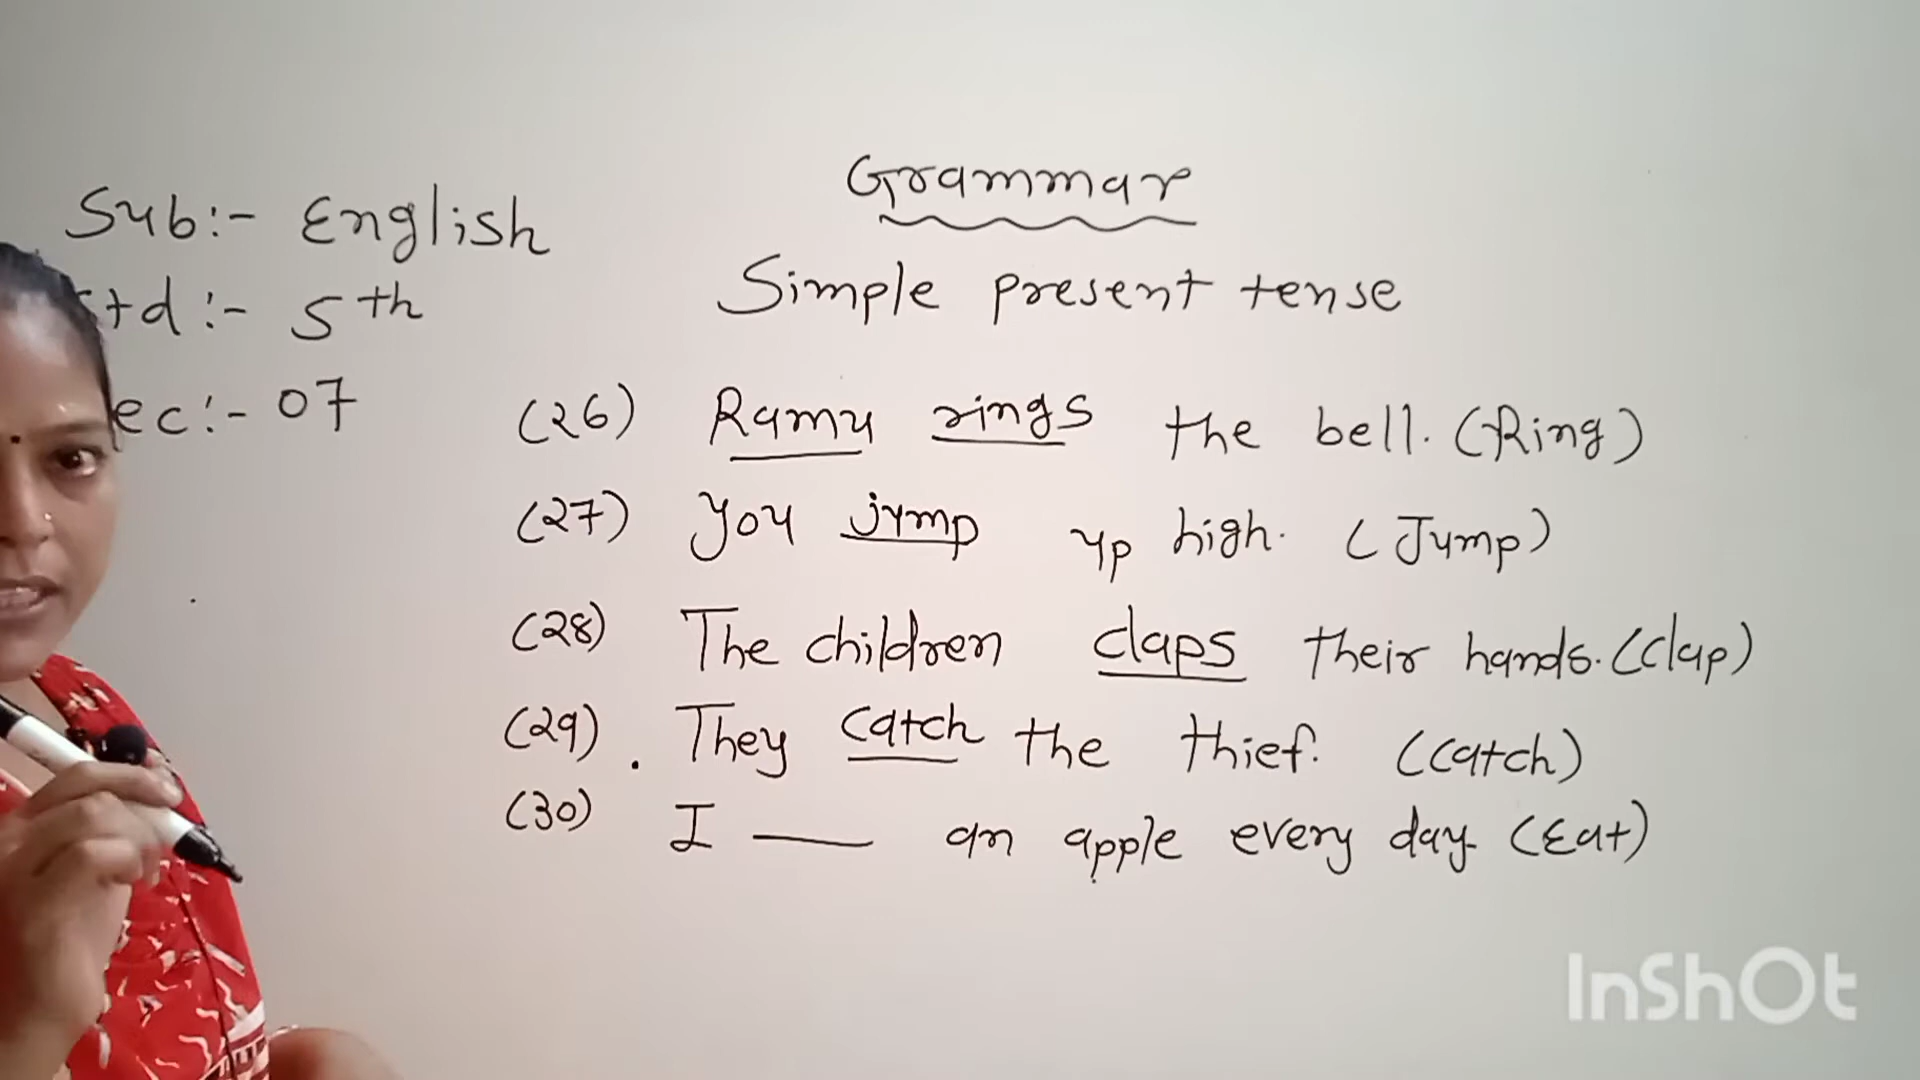 Grammar
Sub:- English
Simple present tense
Std:- 5th
ec:- 07
(26) Ramu rings the bell. (Ring)
(27) You jump up high. (Jump)
(28) The children claps their hands. (Clap)
(29) . They catch the thief. (Catch)
(30) I —— an apple every day. (Eat)
InShOt